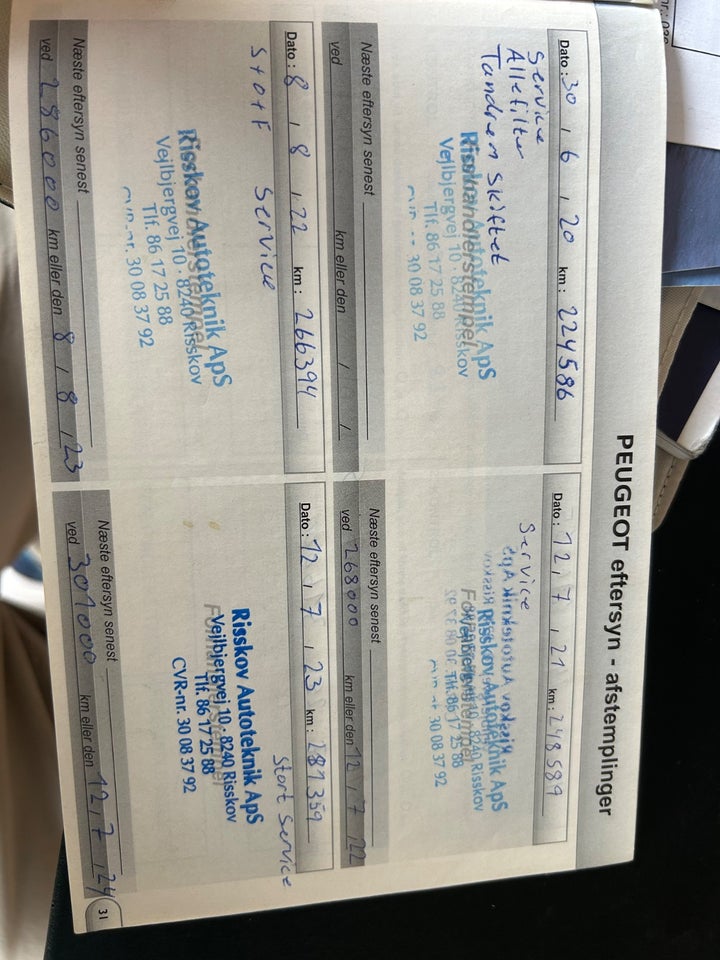 PEUGEOT eftersyn - afstemplinger
Dato: 30 , 6 , 20 km: 224586
Service
Allefilter
Tandrem skiftet
Risskov Autoteknik ApS
Vejlbjergvej 10 · 8240 Risskov
Tlf. 86 17 25 88
30 08 37 92
Næste eftersyn senest
ved km eller den / /
Dato: 12 , 7 , 21 km: 248589
Service
Risskov Autoteknik ApS
Vejlbjergvej 10 · 8240 Risskov
Tlf. 86 17 25 88
30 08 37 92
Næste eftersyn senest
ved 268000 km eller den 12 , 7 , 22
Dato: 8 , 8 , 22 km: 266394
Stort Service
Risskov Autoteknik ApS
Vejlbjergvej 10 · 8240 Risskov
Tlf. 86 17 25 88
30 08 37 92
Næste eftersyn senest
ved 286000 km eller den 8 , 8 , 23
Dato: 12 , 7 , 23 km: 281359
Stort Service
Risskov Autoteknik ApS
Vejlbjergvej 10 · 8240 Risskov
Tlf. 86 17 25 88
CVR-nr. 30 08 37 92
Næste eftersyn senest
ved 301000 km eller den 12 , 7 , 24
31